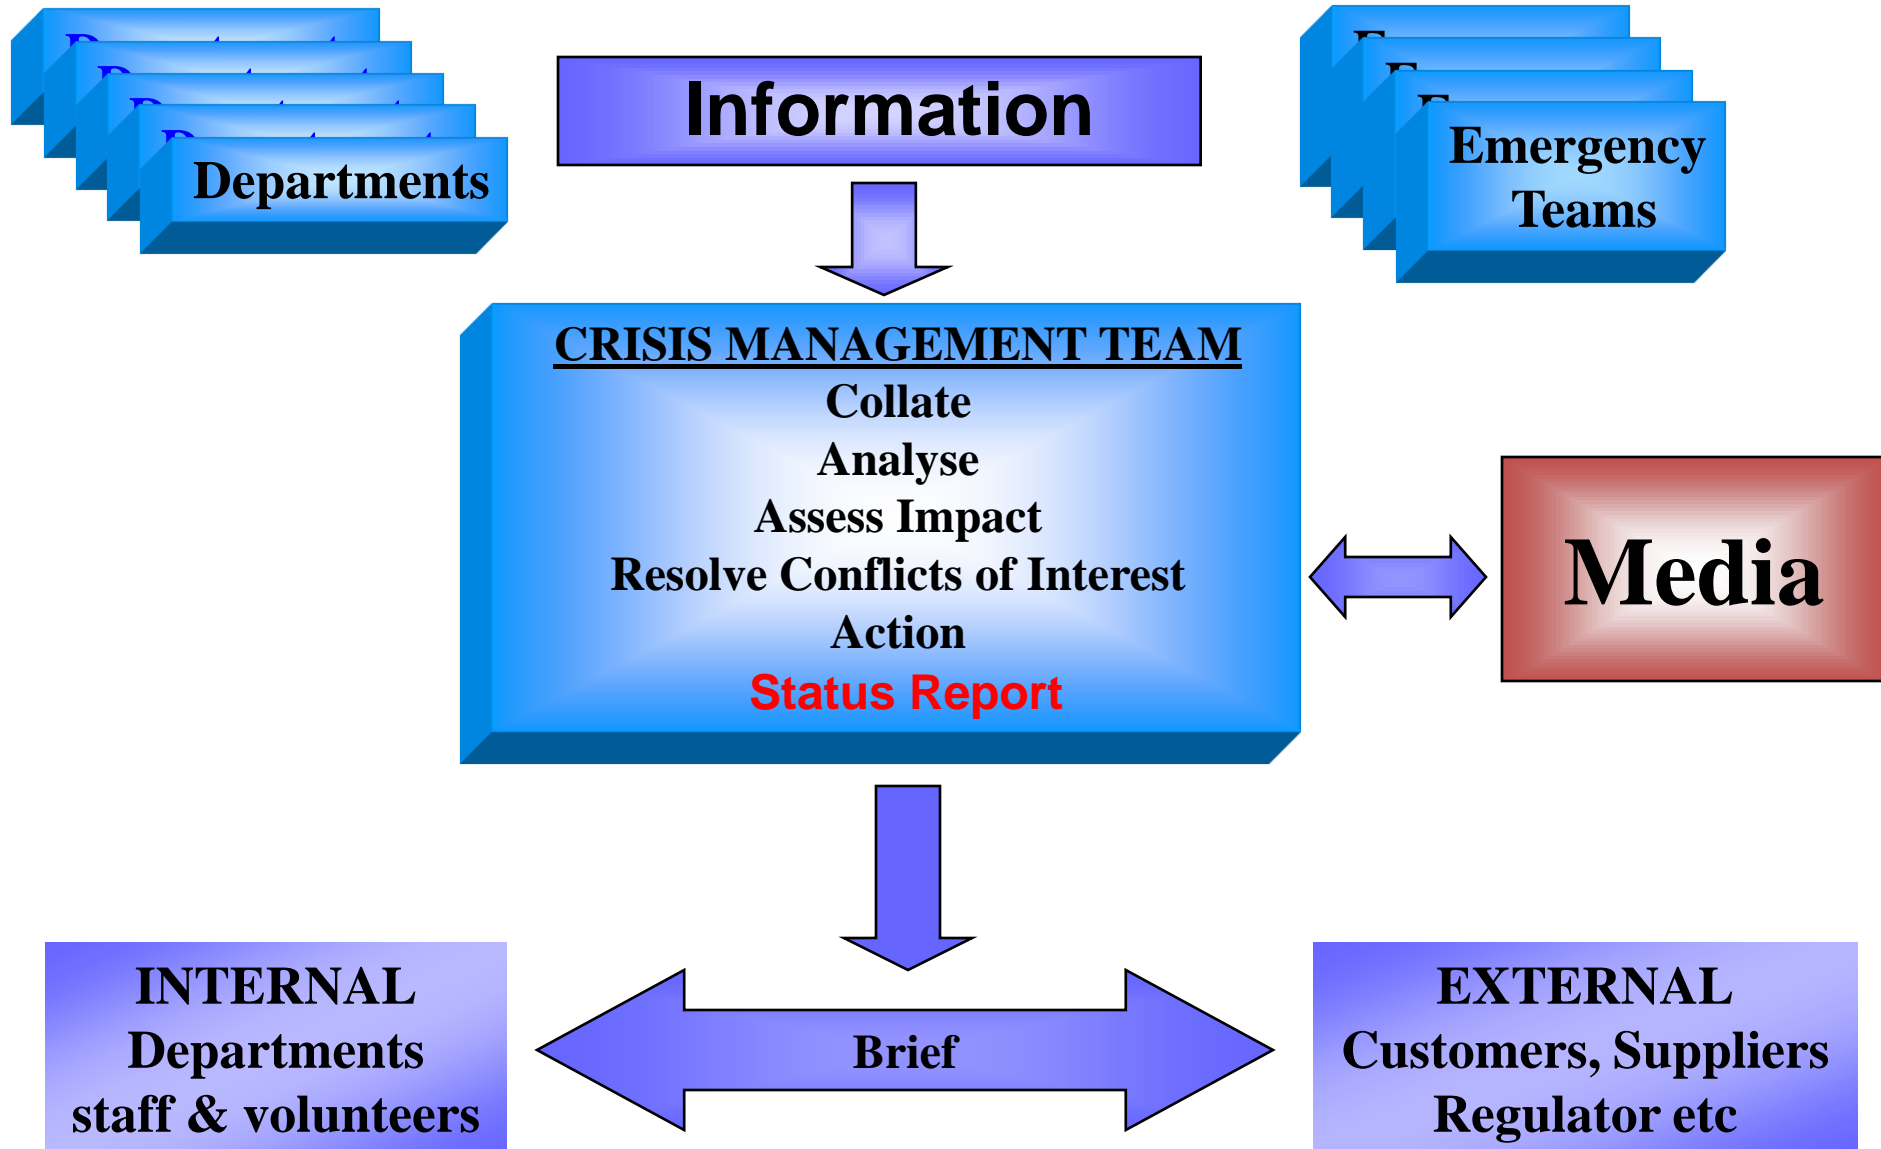 Departments
Information
Emergency
Teams
CRISIS MANAGEMENT TEAM
Collate
Analyse
Assess Impact
Resolve Conflicts of Interest
Action
Status Report
Media
INTERNAL
Departments
staff & volunteers
Brief
EXTERNAL
Customers, Suppliers
Regulator etc